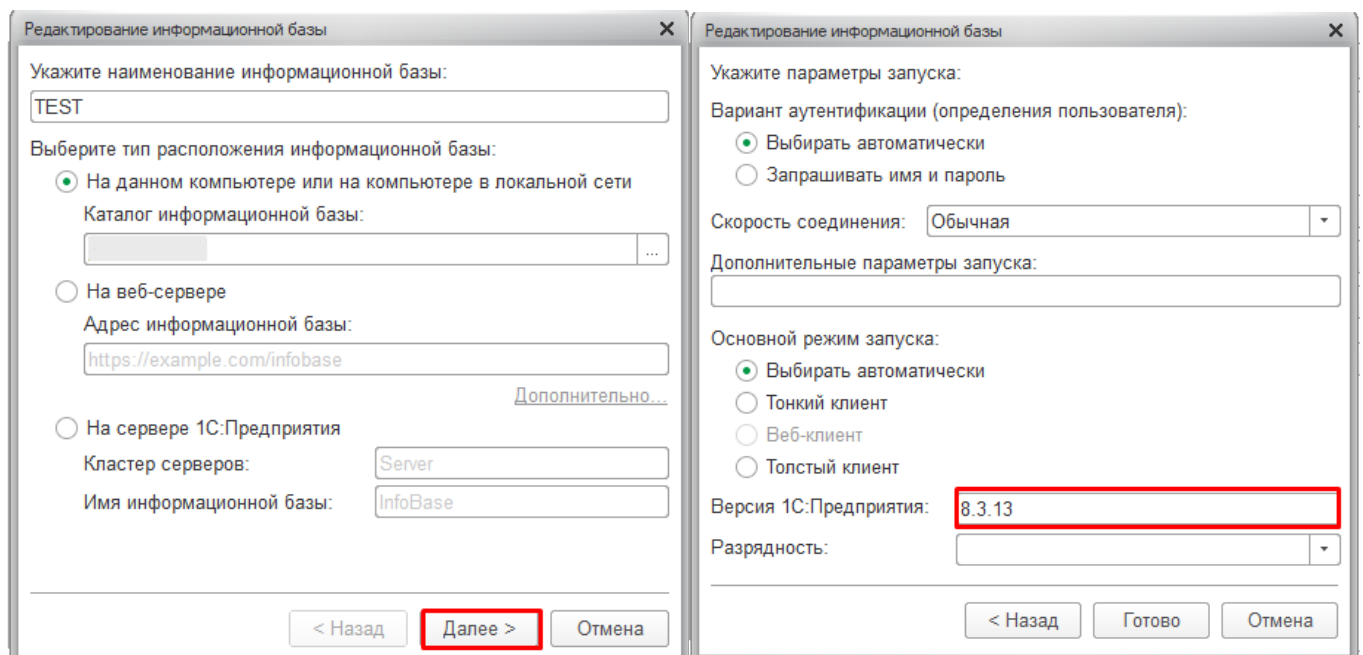 Редактирование информационной базы
Укажите наименование информационной базы:
TEST
Выберите тип расположения информационной базы:
На данном компьютере или на компьютере в локальной сети
Каталог информационной базы:
...
На веб-сервере
Адрес информационной базы:
https://example.com/infobase
Дополнительно...
На сервере 1С:Предприятия
Кластер серверов: Server
Имя информационной базы: InfoBase
< Назад Далее > Отмена
Редактирование информационной базы
Укажите параметры запуска:
Вариант аутентификации (определения пользователя):
Выбирать автоматически
Запрашивать имя и пароль
Скорость соединения: Обычная
Дополнительные параметры запуска:
Основной режим запуска:
Выбирать автоматически
Тонкий клиент
Веб-клиент
Толстый клиент
Версия 1С:Предприятия: 8.3.13
Разрядность:
< Назад Готово Отмена